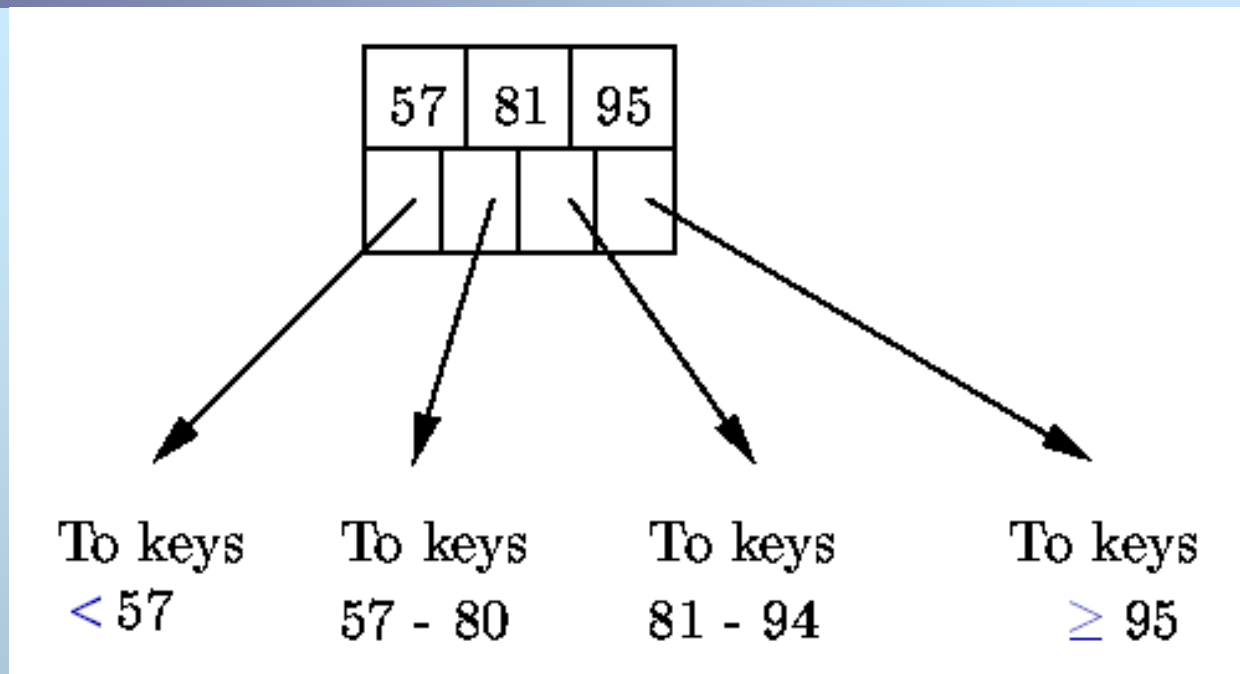 57 81 95
To keys To keys To keys To keys
< 57 57 - 80 81 - 94 ≥ 95